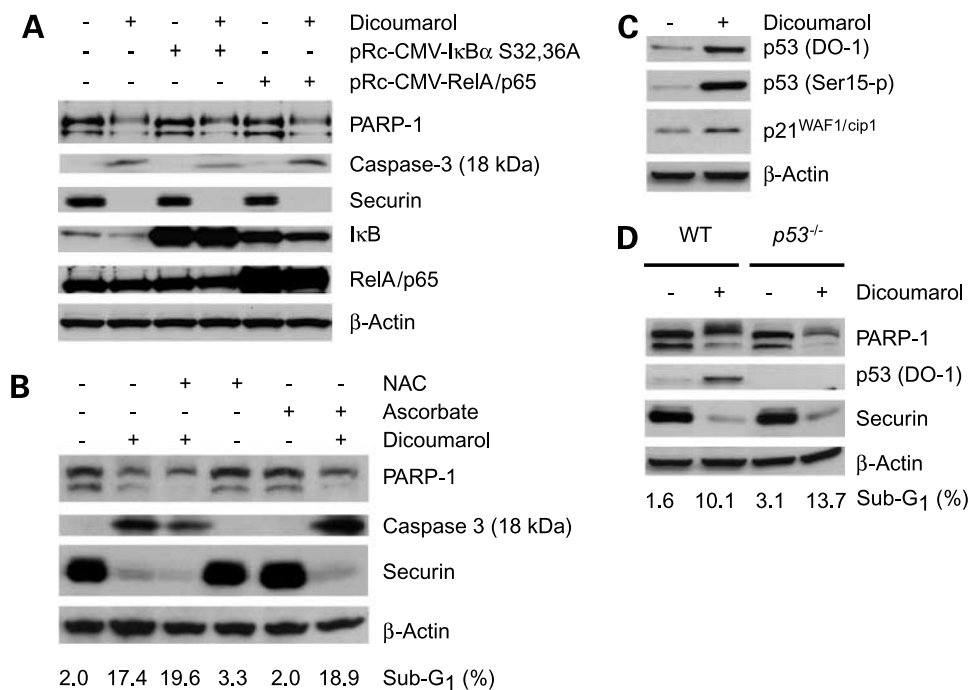 A
- + - + - + Dicoumarol
- - + + - - pRc-CMV-IκBα S32,36A
- - - - + + pRc-CMV-RelA/p65
PARP-1
Caspase-3 (18 kDa)
Securin
IκB
RelA/p65
β-Actin
B
- - + + - - NAC
- - - - + + Ascorbate
- + + - - + Dicoumarol
PARP-1
Caspase 3 (18 kDa)
Securin
β-Actin
2.0 17.4 19.6 3.3 2.0 18.9 Sub-G1 (%)
C
- + Dicoumarol
p53 (DO-1)
p53 (Ser15-p)
p21WAF1/cip1
β-Actin
D
WT p53-/-
- + - + Dicoumarol
PARP-1
p53 (DO-1)
Securin
β-Actin
1.6 10.1 3.1 13.7 Sub-G1 (%)